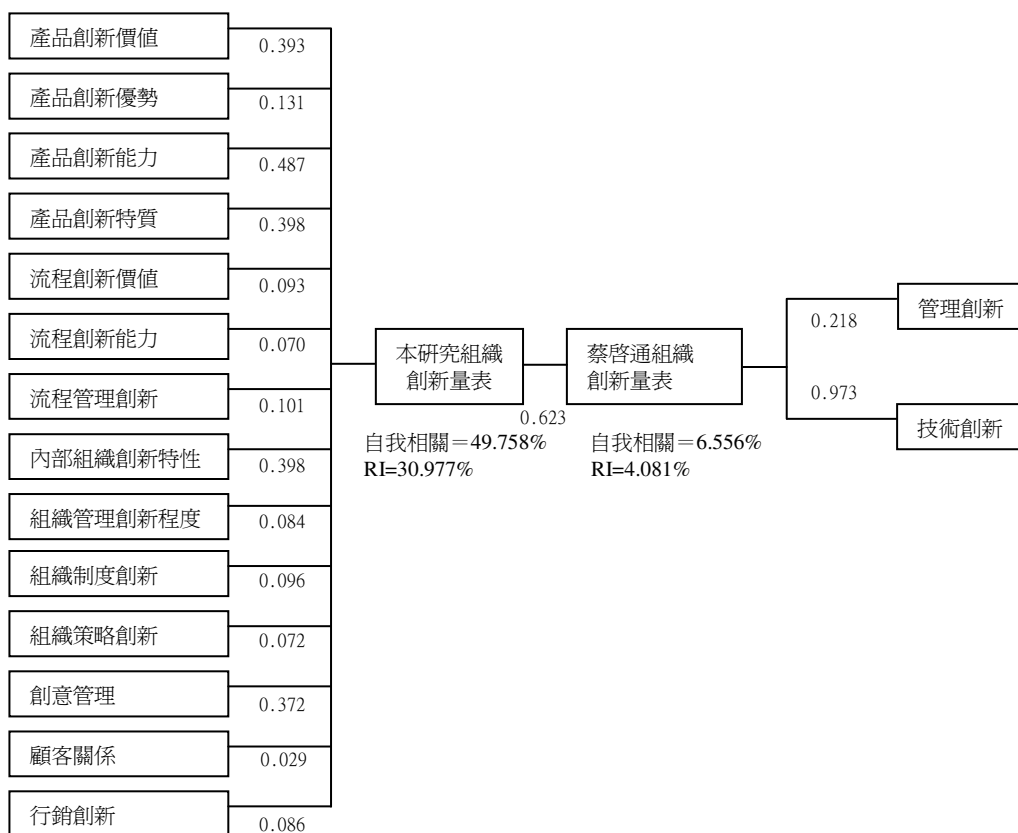 產品創新價值
0.393
產品創新優勢
0.131
產品創新能力
0.487
產品創新特質
0.398
流程創新價值
0.093
流程創新能力
0.070
流程管理創新
0.101
內部組織創新特性
0.398
組織管理創新程度
0.084
組織制度創新
0.096
組織策略創新
0.072
創意管理
0.372
顧客關係
0.029
行銷創新
0.086
本研究組織
創新量表
自我相關＝49.758%
RI=30.977%
0.623
蔡啓通組織
創新量表
自我相關＝6.556%
RI=4.081%
0.218
管理創新
0.973
技術創新